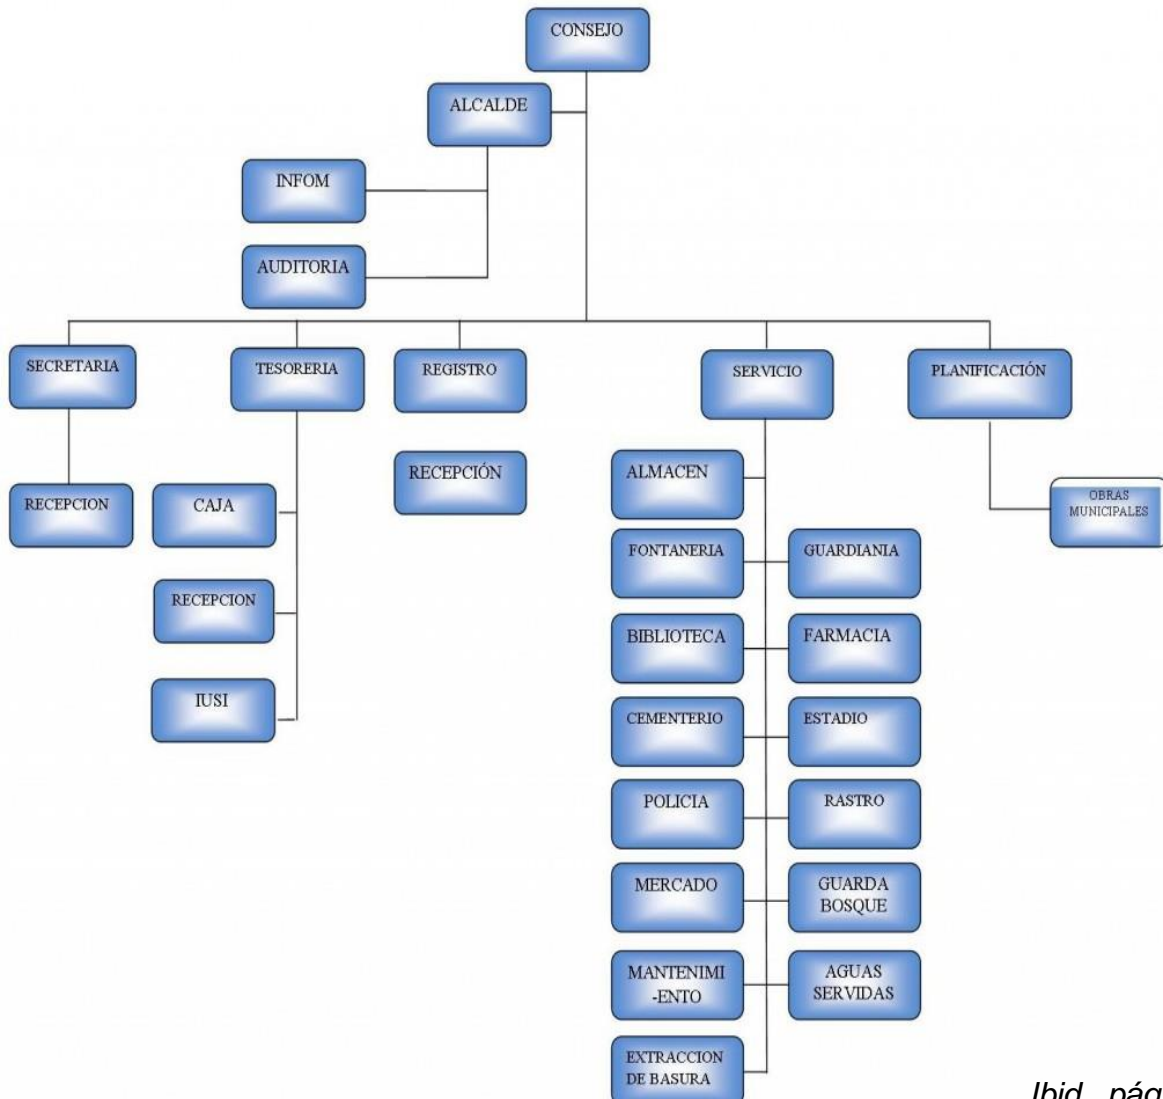 CONSEJO
ALCALDE
INFOM
AUDITORIA
SECRETARIA
TESORERIA
REGISTRO
SERVICIO
PLANIFICACIÓN
RECEPCION
CAJA
RECEPCION
IUSI
RECEPCIÓN
ALMACEN
FONTANERIA
GUARDIANIA
BIBLIOTECA
FARMACIA
CEMENTERIO
ESTADIO
POLICIA
RASTRO
MERCADO
GUARDA
BOSQUE
MANTENIMI
-ENTO
AGUAS
SERVIDAS
EXTRACCION
DE BASURA
OBRAS
MUNICIPALES
Ibid pág